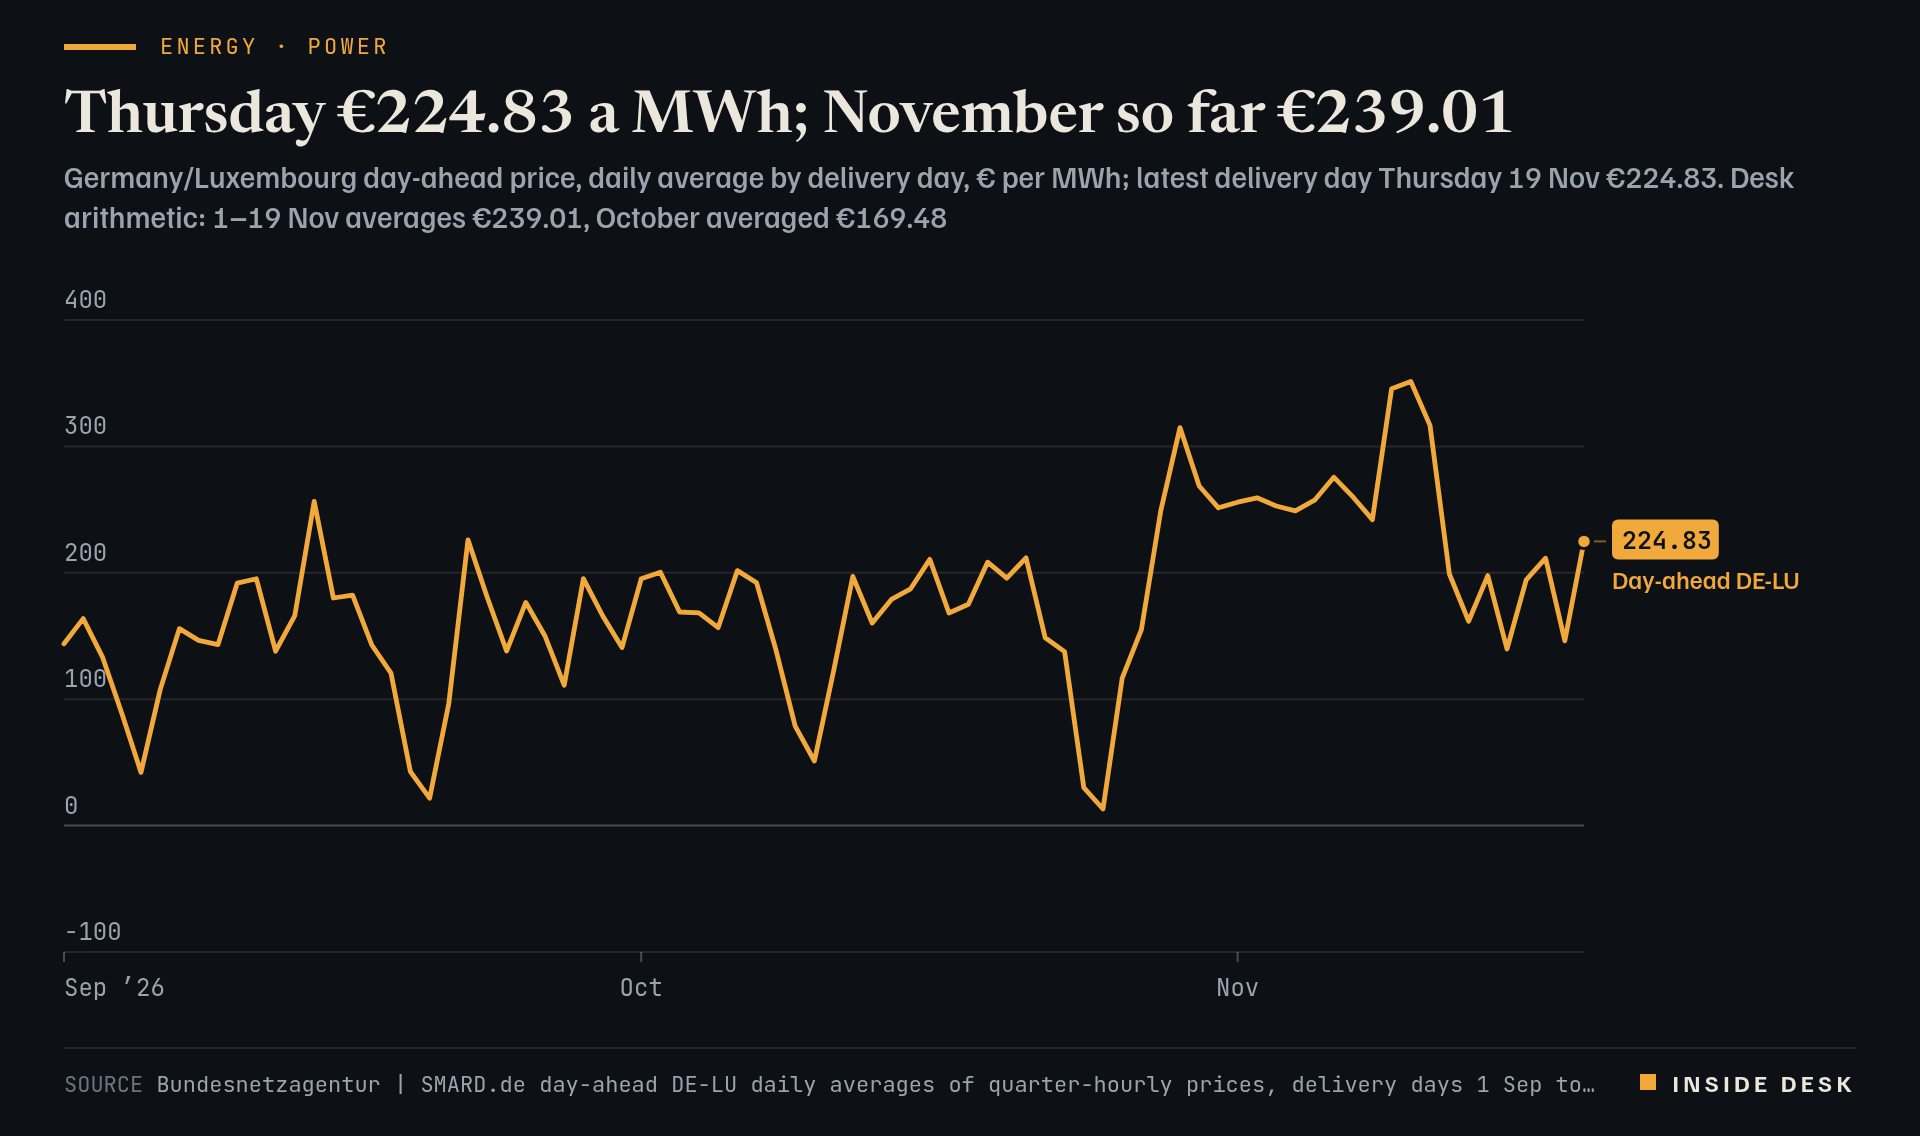 ENERGY · POWER
Thursday €224.83 a MWh; November so far €239.01
Germany/Luxembourg day-ahead price, daily average by delivery day, € per MWh; latest delivery day Thursday 19 Nov €224.83. Desk
arithmetic: 1–19 Nov averages €239.01, October averaged €169.48
400
300
200
100
0
-100
224.83
Day-ahead DE-LU
Sep ’26
Oct
Nov
SOURCE Bundesnetzagentur | SMARD.de day-ahead DE-LU daily averages of quarter-hourly prices, delivery days 1 Sep to…
INSIDE DESK